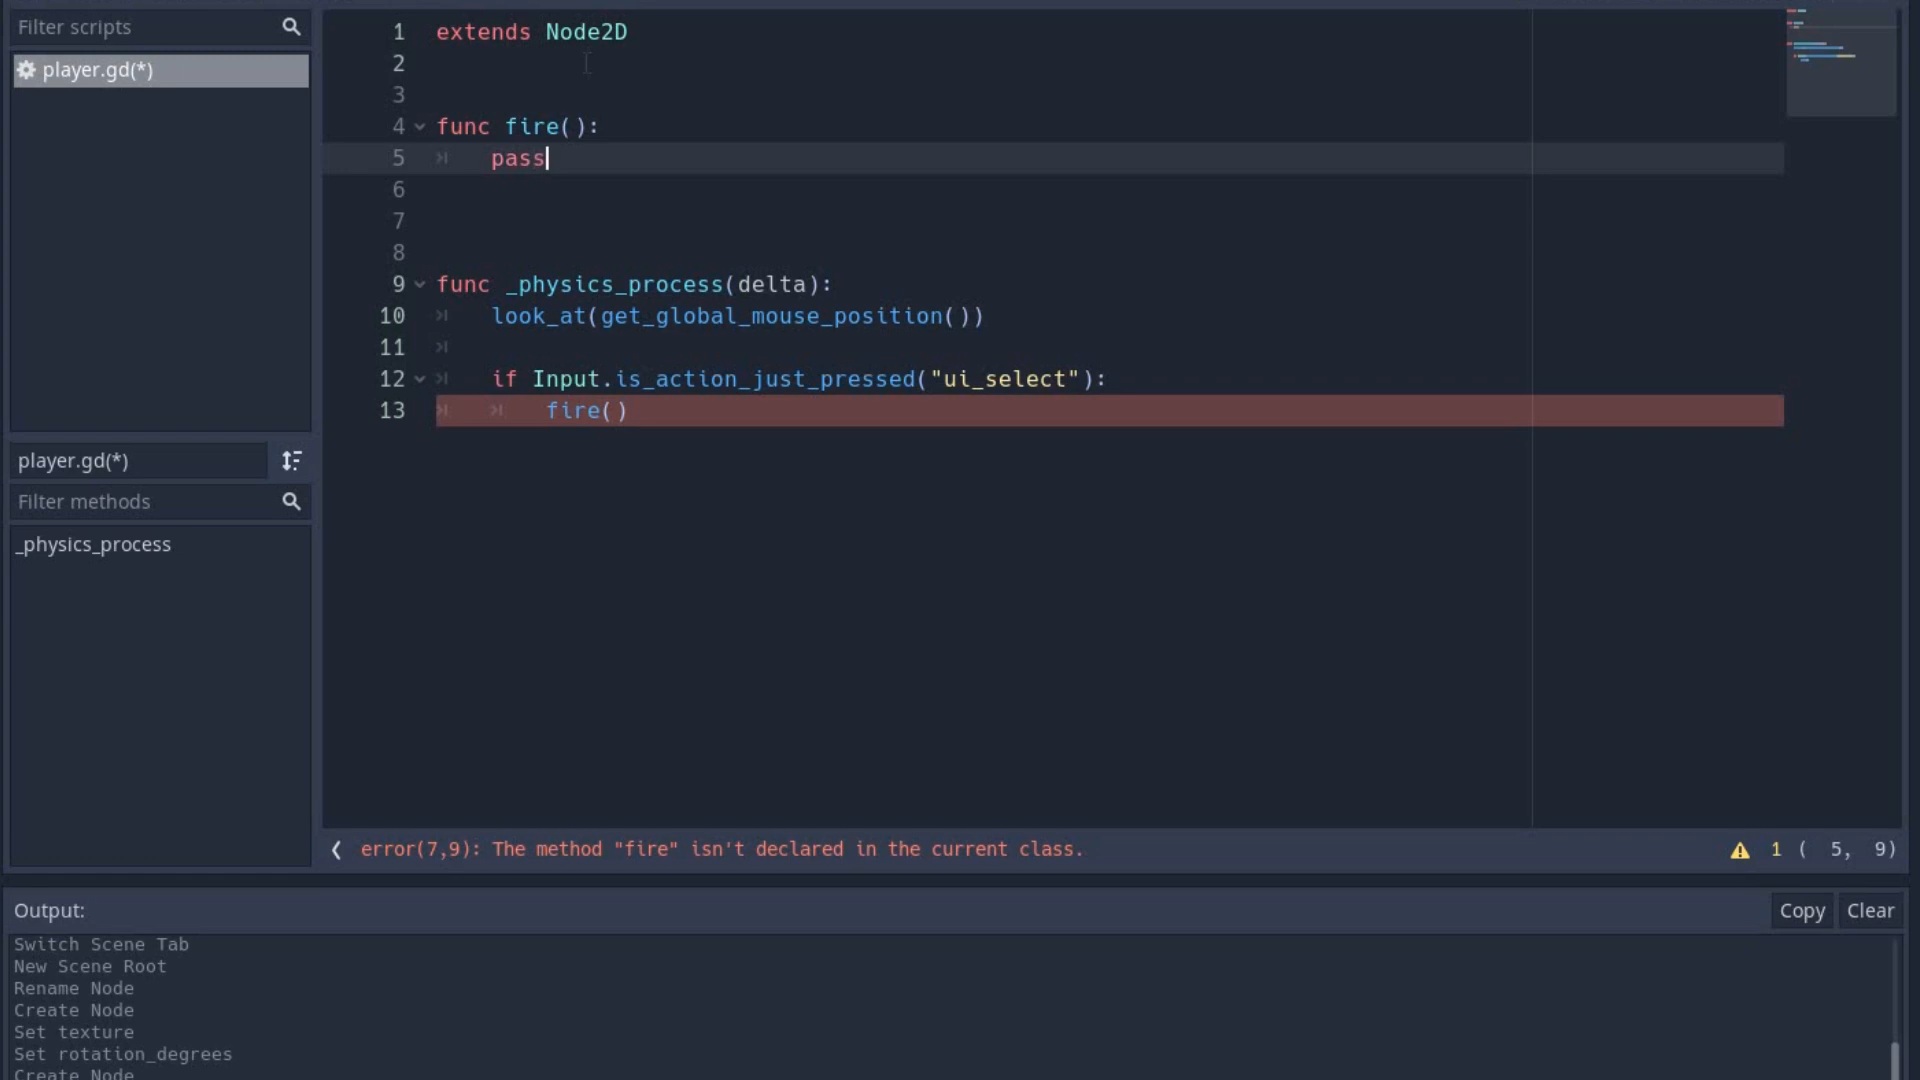 Filter scripts
player.gd(*)
player.gd(*)
Filter methods
_physics_process
1 extends Node2D
2
3
4 func fire():
5 pass
6
7
8
9 func _physics_process(delta):
10 look_at(get_global_mouse_position())
11
12 if Input.is_action_just_pressed("ui_select"):
13 fire()
error(7,9): The method "fire" isn't declared in the current class.
1 ( 5, 9)
Output:
Copy Clear
Switch Scene Tab
New Scene Root
Rename Node
Create Node
Set texture
Set rotation_degrees
Create Node